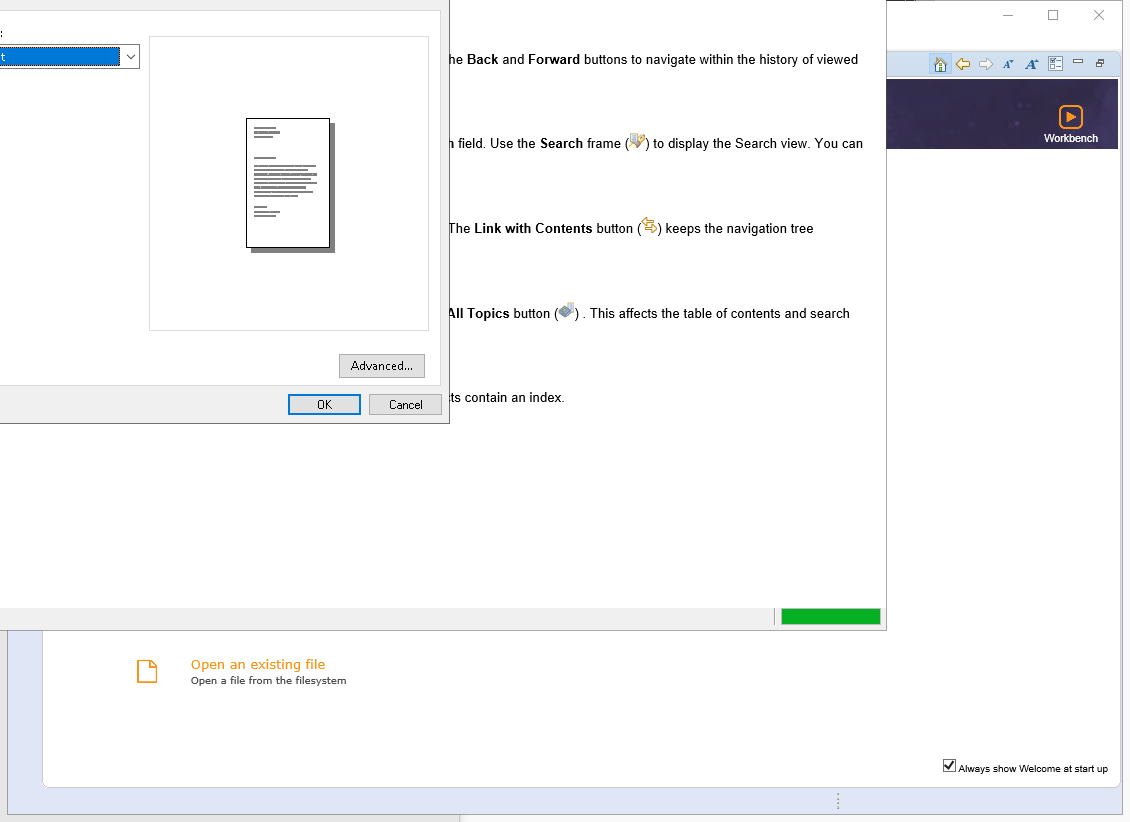 :
t
he Back and Forward buttons to navigate within the history of viewed
n field. Use the Search frame ( ) to display the Search view. You can
The Link with Contents button ( ) keeps the navigation tree
All Topics button ( ) . This affects the table of contents and search
cts contain an index.
Advanced...
OK
Cancel
Workbench
Open an existing file
Open a file from the filesystem
Always show Welcome at start up